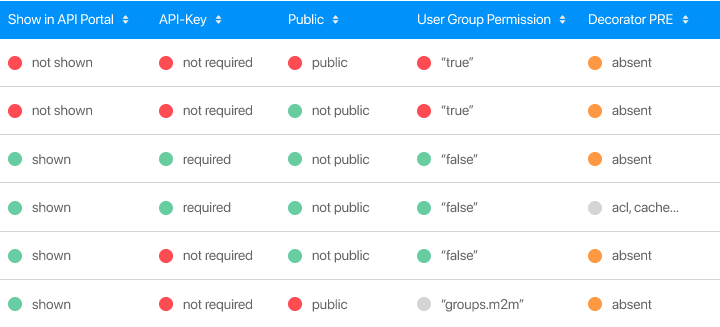 Show in API Portal API-Key Public User Group Permission Decorator PRE
not shown not required public “true” absent
not shown not required not public “true” absent
shown required not public “false” absent
shown required not public “false” acl, cache...
shown not required not public “false” absent
shown not required public “groups.m2m” absent